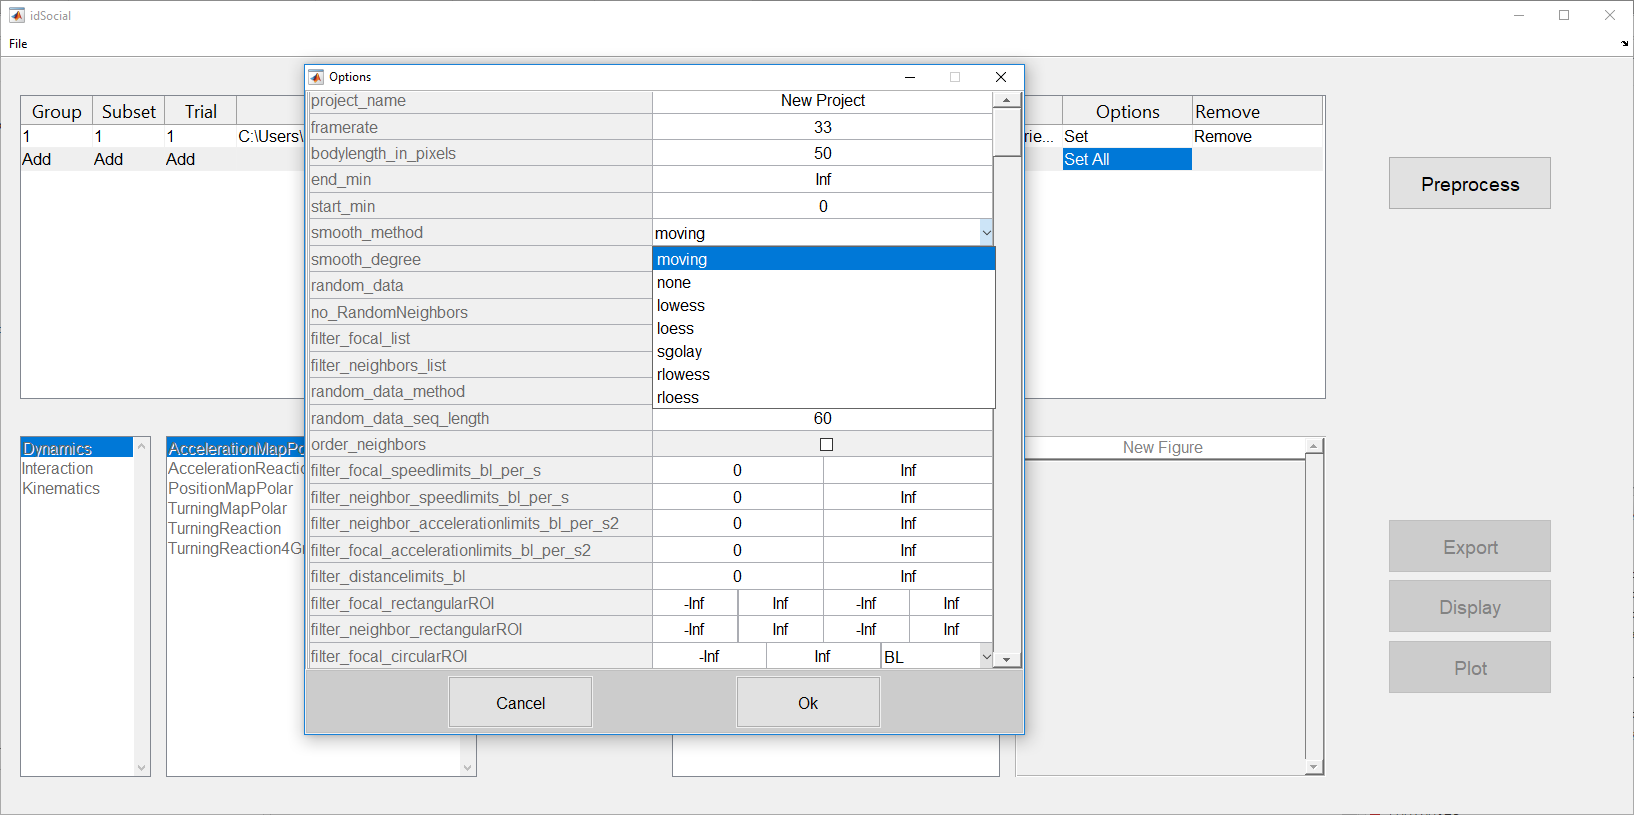 idSocial
File
Group Subset Trial Options Remove
1 1 1 C:\Users\ rie... Set Remove
Add Add Add Set All
Preprocess
Options
project_name New Project
framerate 33
bodylength_in_pixels 50
end_min Inf
start_min 0
smooth_method moving
smooth_degree
random_data
no_RandomNeighbors
filter_focal_list
filter_neighbors_list
random_data_method
moving
none
lowess
loess
sgolay
rlowess
rloess
random_data_seq_length 60
order_neighbors
filter_focal_speedlimits_bl_per_s 0 Inf
filter_neighbor_speedlimits_bl_per_s 0 Inf
filter_neighbor_accelerationlimits_bl_per_s2 0 Inf
filter_focal_accelerationlimits_bl_per_s2 0 Inf
filter_distancelimits_bl 0 Inf
filter_focal_rectangularROI -Inf Inf -Inf Inf
filter_neighbor_rectangularROI -Inf Inf -Inf Inf
filter_focal_circularROI -Inf Inf BL
Cancel Ok
Dynamics
Interaction
Kinematics
AccelerationMapPo
AccelerationReactio
PositionMapPolar
TurningMapPolar
TurningReaction
TurningReaction4Gr
New Figure
Export
Display
Plot